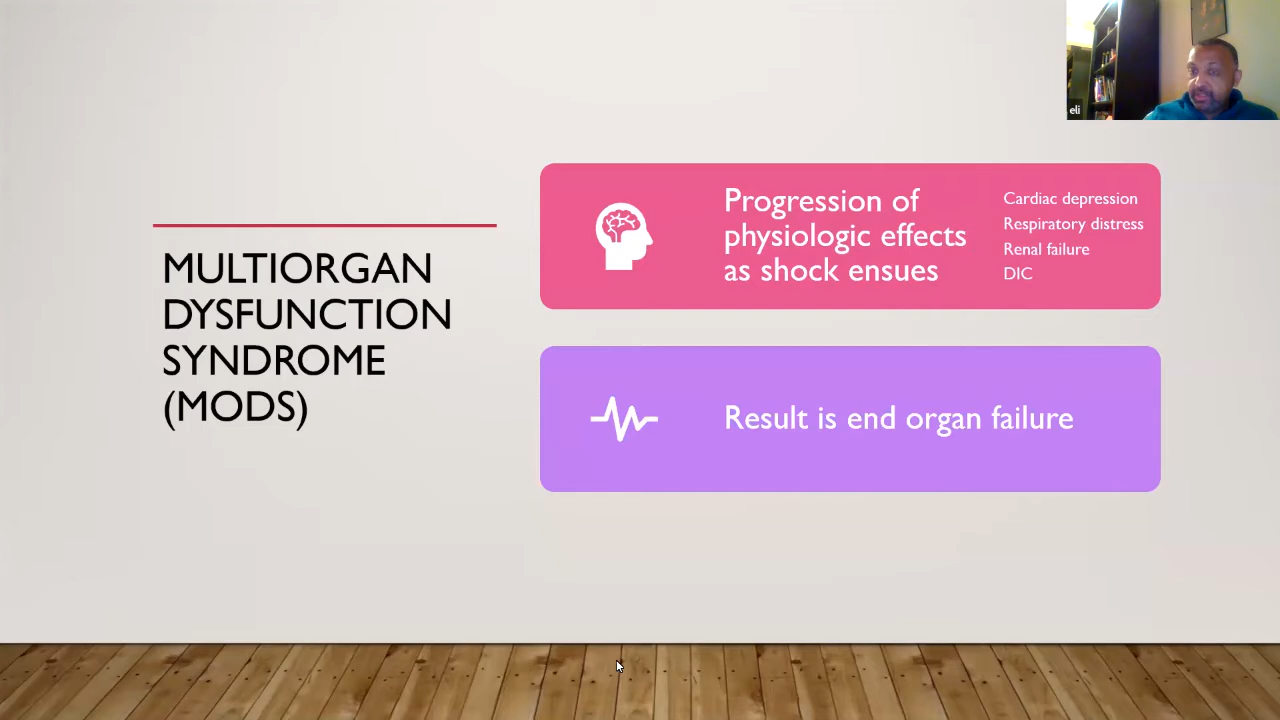 MULTIORGAN
DYSFUNCTION
SYNDROME
(MODS)
Progression of
physiologic effects
as shock ensues
Cardiac depression
Respiratory distress
Renal failure
DIC
Result is end organ failure
eli